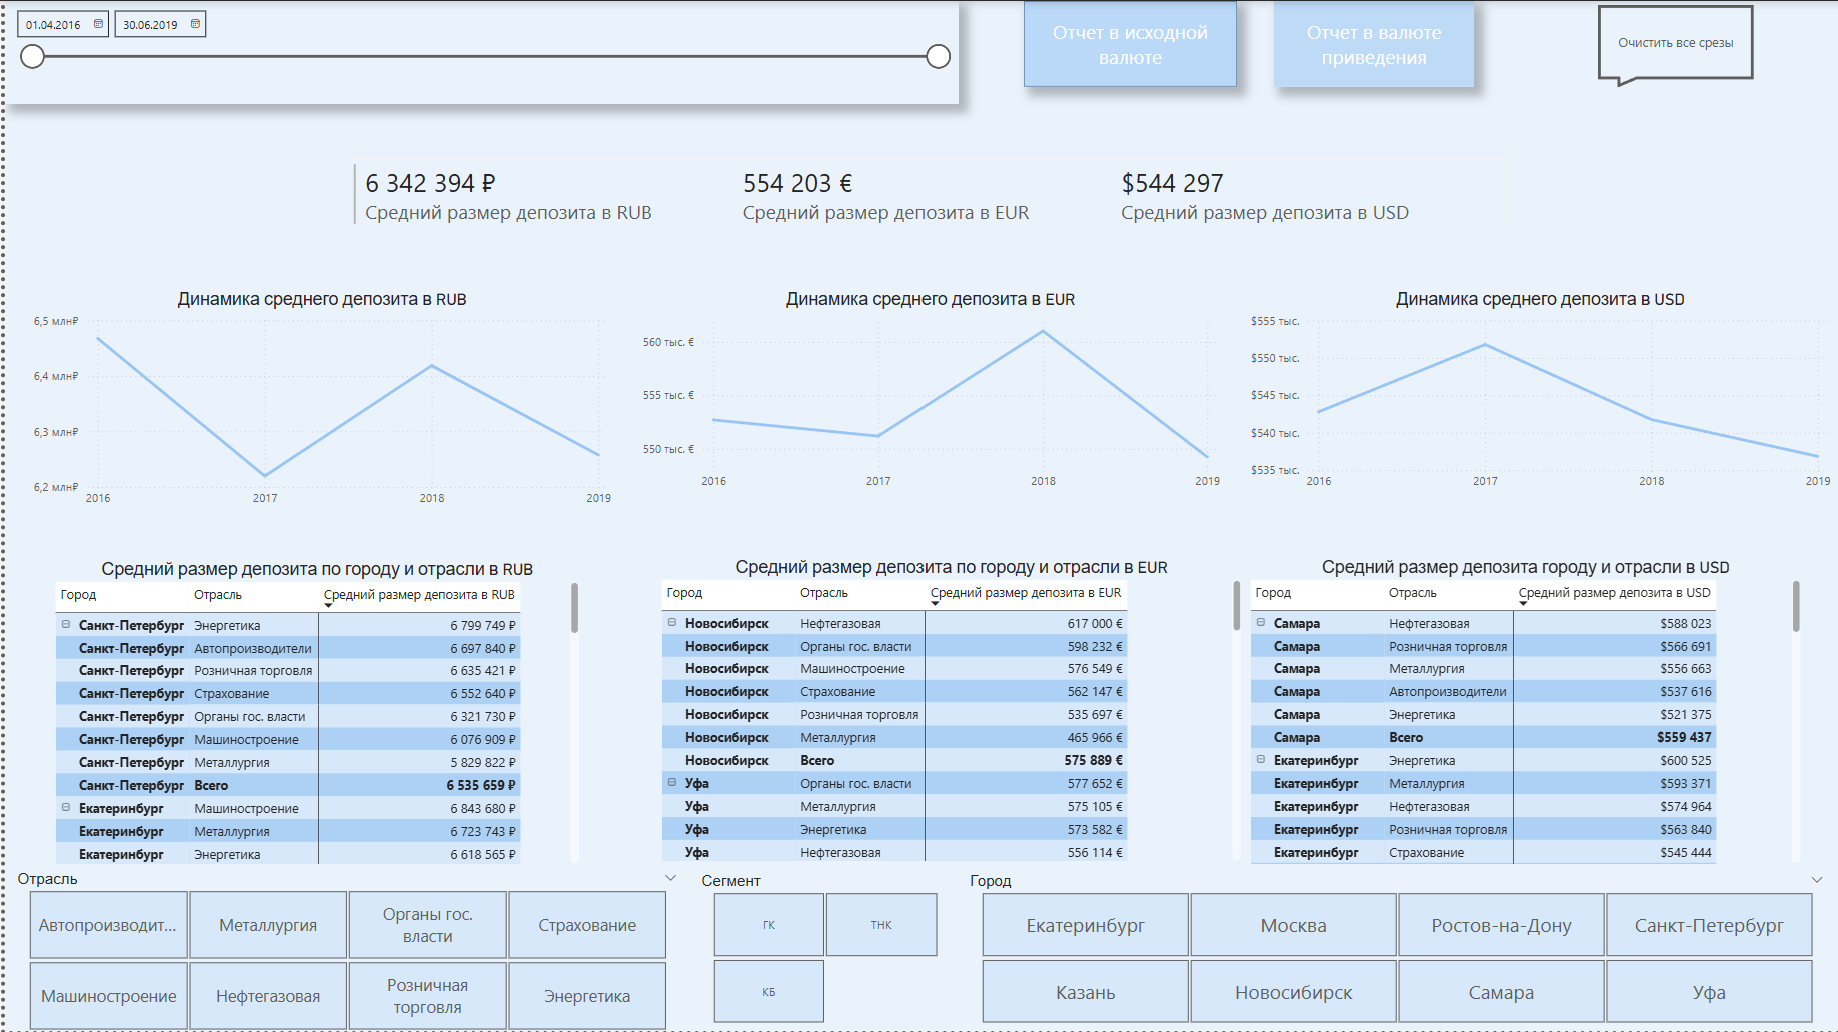 01.04.2016
30.06.2019
Отчет в исходной
валюте
Отчет в валюте
приведения
Очистить все срезы
6 342 394 ₽
Средний размер депозита в RUB
554 203 €
Средний размер депозита в EUR
$544 297
Средний размер депозита в USD
Динамика среднего депозита в RUB
6,5 млн₽
6,4 млн₽
6,3 млн₽
6,2 млн₽
2016 2017 2018 2019
Динамика среднего депозита в EUR
560 тыс. €
555 тыс. €
550 тыс. €
2016 2017 2018 2019
Динамика среднего депозита в USD
$555 тыс.
$550 тыс.
$545 тыс.
$540 тыс.
$535 тыс.
2016 2017 2018 2019
Средний размер депозита по городу и отрасли в RUB
Город Отрасль Средний размер депозита в RUB
Санкт-Петербург Энергетика 6 799 749 ₽
Санкт-Петербург Автопроизводители 6 697 840 ₽
Санкт-Петербург Розничная торговля 6 635 421 ₽
Санкт-Петербург Страхование 6 552 640 ₽
Санкт-Петербург Органы гос. власти 6 321 730 ₽
Санкт-Петербург Машиностроение 6 076 909 ₽
Санкт-Петербург Металлургия 5 829 822 ₽
Санкт-Петербург Всего 6 535 659 ₽
Екатеринбург Машиностроение 6 843 680 ₽
Екатеринбург Металлургия 6 723 743 ₽
Екатеринбург Энергетика 6 618 565 ₽
Средний размер депозита по городу и отрасли в EUR
Город Отрасль Средний размер депозита в EUR
Новосибирск Нефтегазовая 617 000 €
Новосибирск Органы гос. власти 598 232 €
Новосибирск Машиностроение 576 549 €
Новосибирск Страхование 562 147 €
Новосибирск Розничная торговля 535 697 €
Новосибирск Металлургия 465 966 €
Новосибирск Всего 575 889 €
Уфа Органы гос. власти 577 652 €
Уфа Металлургия 575 105 €
Уфа Энергетика 573 582 €
Уфа Нефтегазовая 556 114 €
Средний размер депозита городу и отрасли в USD
Город Отрасль Средний размер депозита в USD
Самара Нефтегазовая $588 023
Самара Розничная торговля $566 691
Самара Металлургия $556 663
Самара Автопроизводители $537 616
Самара Энергетика $521 375
Самара Всего $559 437
Екатеринбург Энергетика $600 525
Екатеринбург Металлургия $593 371
Екатеринбург Нефтегазовая $574 964
Екатеринбург Розничная торговля $563 840
Екатеринбург Страхование $545 444
Отрасль
Автопроизводит...
Металлургия
Органы гос.
власти
Страхование
Машиностроение
Нефтегазовая
Розничная
торговля
Энергетика
Сегмент
ГК
ТНК
КБ
Город
Екатеринбург
Москва
Ростов-на-Дону
Санкт-Петербург
Казань
Новосибирск
Самара
Уфа